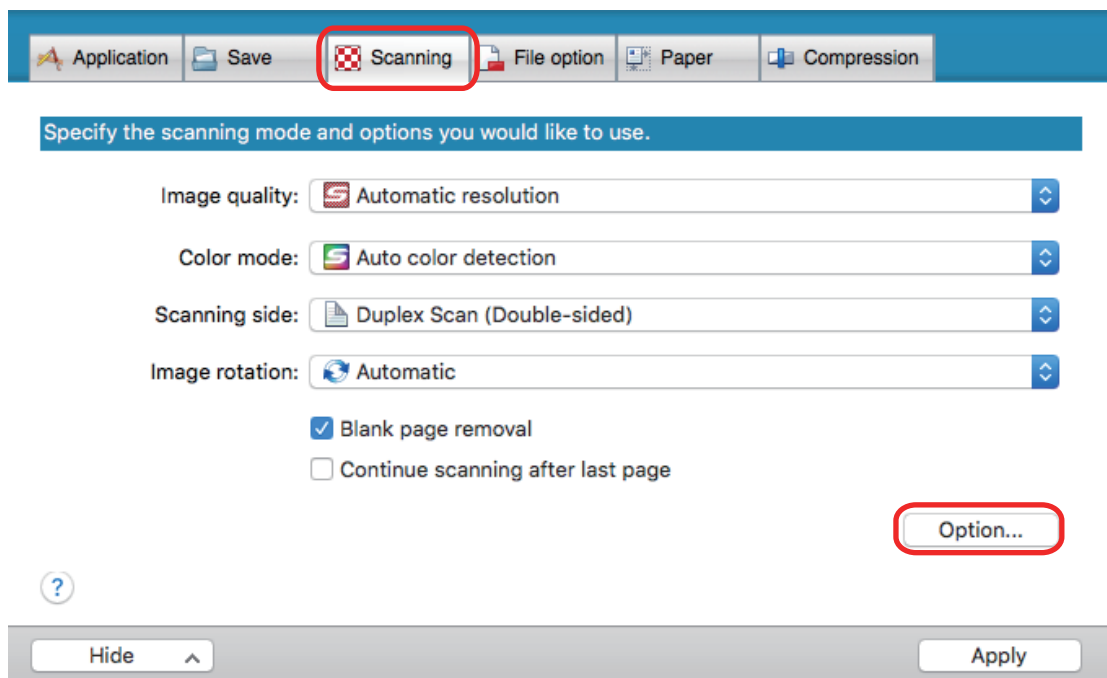 Application Save Scanning File option Paper Compression
Specify the scanning mode and options you would like to use.
Image quality: Automatic resolution
Color mode: Auto color detection
Scanning side: Duplex Scan (Double-sided)
Image rotation: Automatic
Blank page removal
Continue scanning after last page
Option...
?
Hide Apply